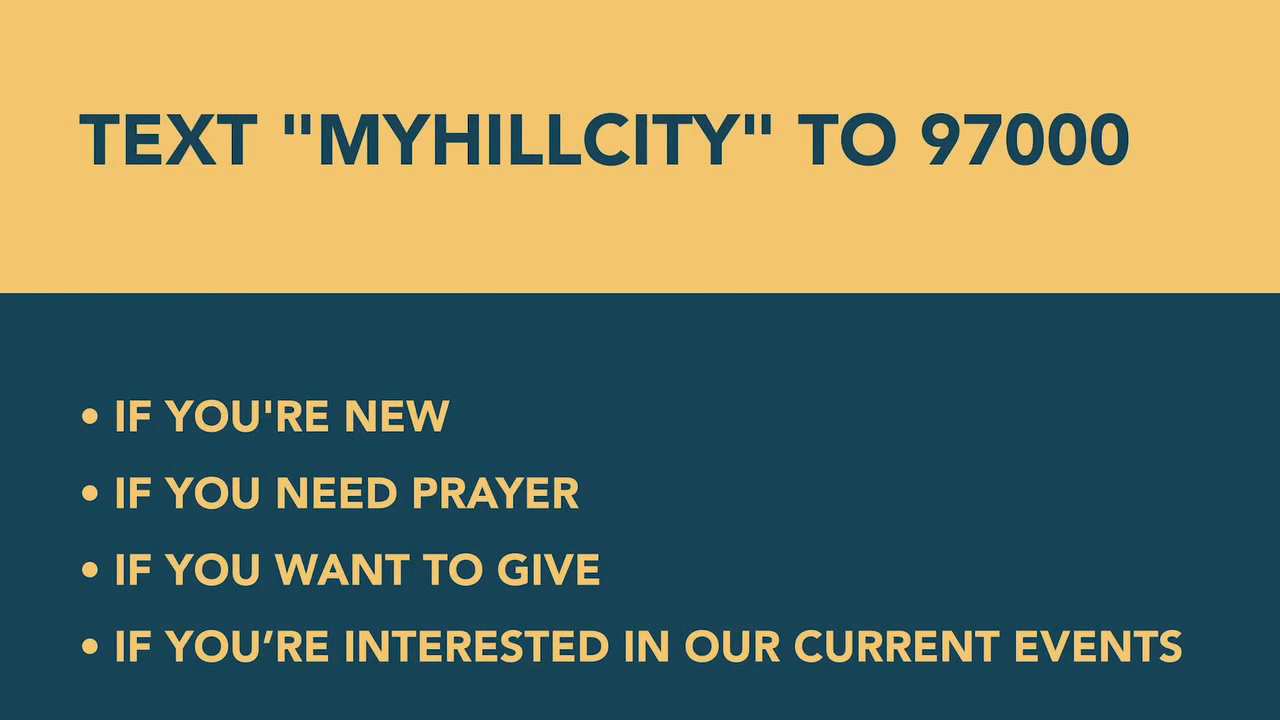 TEXT "MYHILLCITY" TO 97000
• IF YOU'RE NEW
• IF YOU NEED PRAYER
• IF YOU WANT TO GIVE
• IF YOU’RE INTERESTED IN OUR CURRENT EVENTS